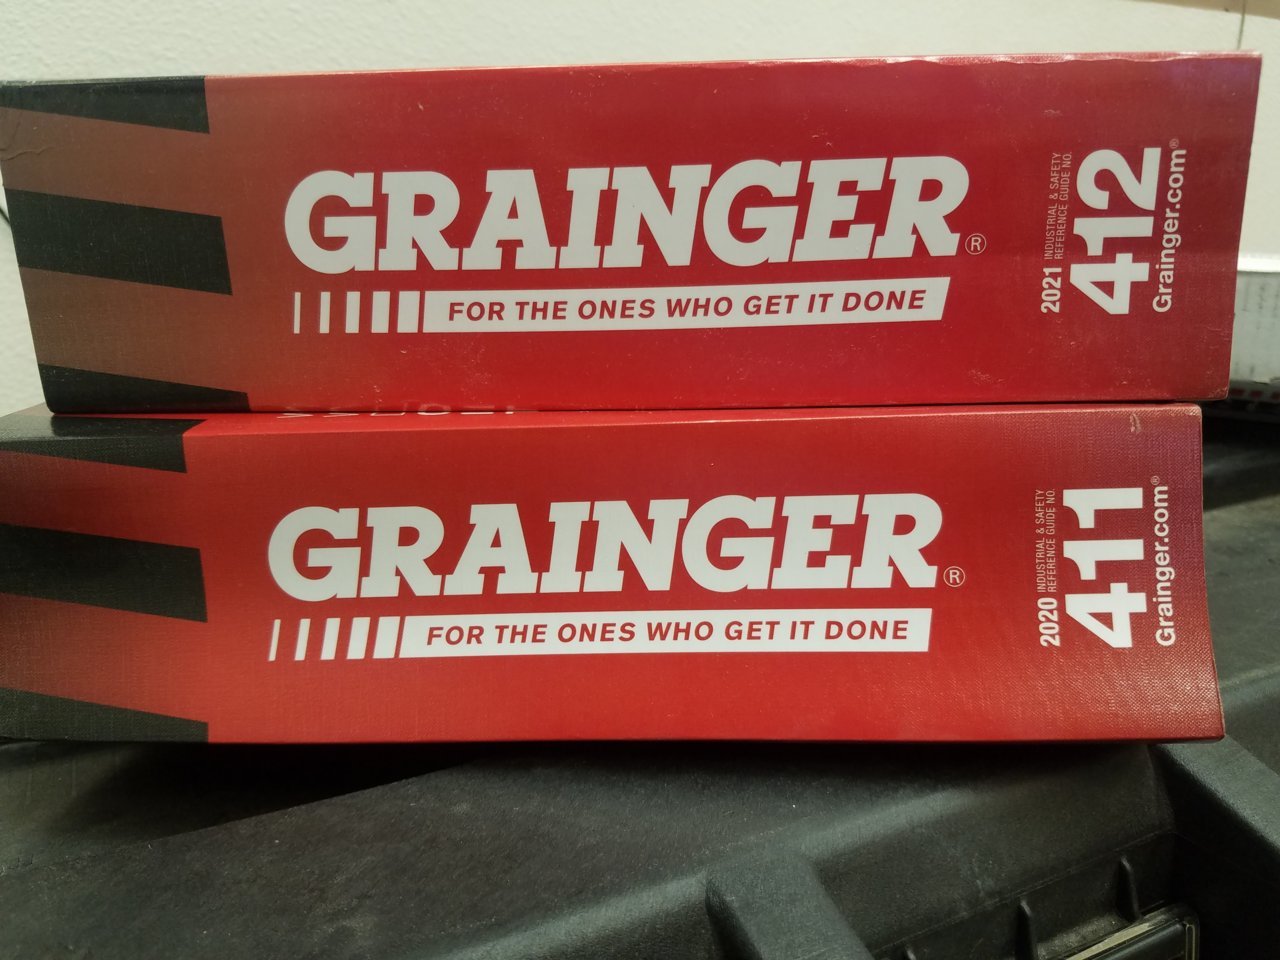 GRAINGER®
FOR THE ONES WHO GET IT DONE
2021 INDUSTRIAL & SAFETY
REFERENCE GUIDE NO.
412
Grainger.com®
GRAINGER®
FOR THE ONES WHO GET IT DONE
2020 INDUSTRIAL & SAFETY
REFERENCE GUIDE NO.
411
Grainger.com®